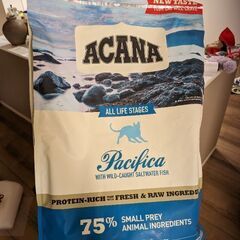 NEW TASTE
ACANA
ALL LIFE STAGES
Pacifica
WITH WILD-CAUGHT SALTWATER FISH
PROTEIN-RICH FRESH & RAW INGREDI
75% SMALL PREY
ANIMAL INGREDIENTS